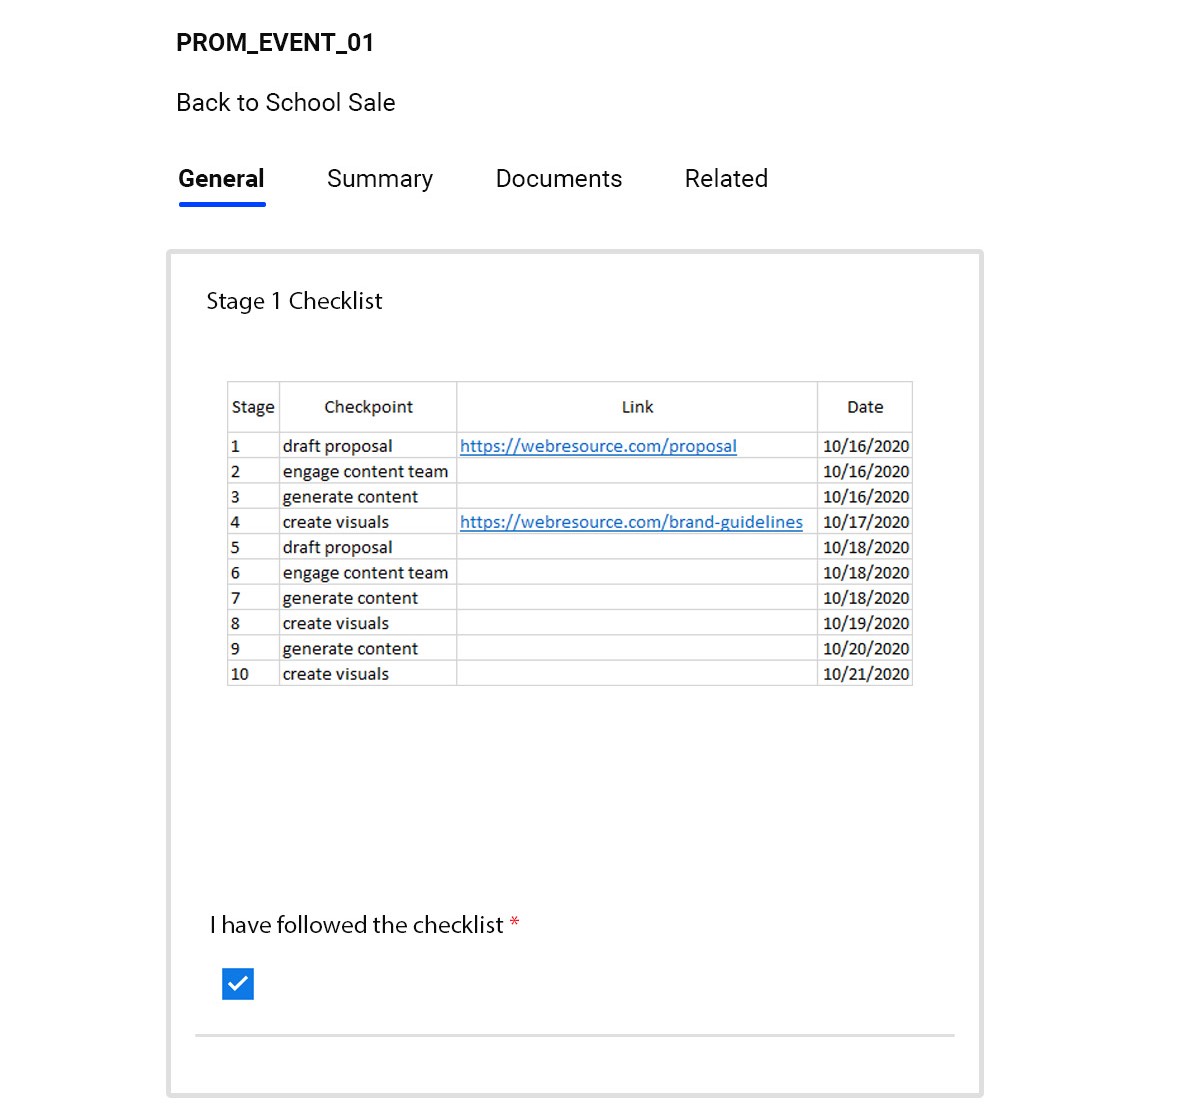 PROM_EVENT_01
Back to School Sale
General Summary Documents Related
Stage 1 Checklist
Stage Checkpoint Link Date
1 draft proposal https://webresource.com/proposal 10/16/2020
2 engage content team 10/16/2020
3 generate content 10/16/2020
4 create visuals https://webresource.com/brand-guidelines 10/17/2020
5 draft proposal 10/18/2020
6 engage content team 10/18/2020
7 generate content 10/18/2020
8 create visuals 10/19/2020
9 generate content 10/20/2020
10 create visuals 10/21/2020
I have followed the checklist *